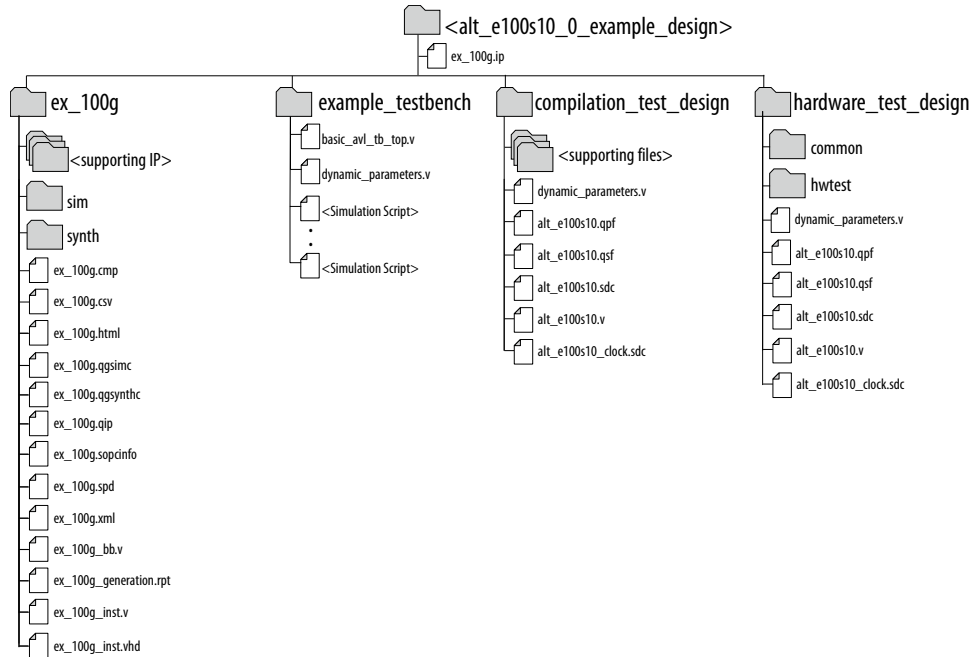 <alt_e100s10_0_example_design>
ex_100g.ip
ex_100g
<supporting IP>
sim
synth
ex_100g.cmp
ex_100g.csv
ex_100g.html
ex_100g.qgsimc
ex_100g.qgsynthc
ex_100g.qip
ex_100g.sopcinfo
ex_100g.spd
ex_100g.xml
ex_100g_bb.v
ex_100g_generation.rpt
ex_100g_inst.v
ex_100g_inst.vhd
example_testbench
basic_avl_tb_top.v
dynamic_parameters.v
<Simulation Script>
<Simulation Script>
compilation_test_design
<supporting files>
dynamic_parameters.v
alt_e100s10.qpf
alt_e100s10.qsf
alt_e100s10.sdc
alt_e100s10.v
alt_e100s10_clock.sdc
hardware_test_design
common
hwtest
dynamic_parameters.v
alt_e100s10.qpf
alt_e100s10.qsf
alt_e100s10.sdc
alt_e100s10.v
alt_e100s10_clock.sdc